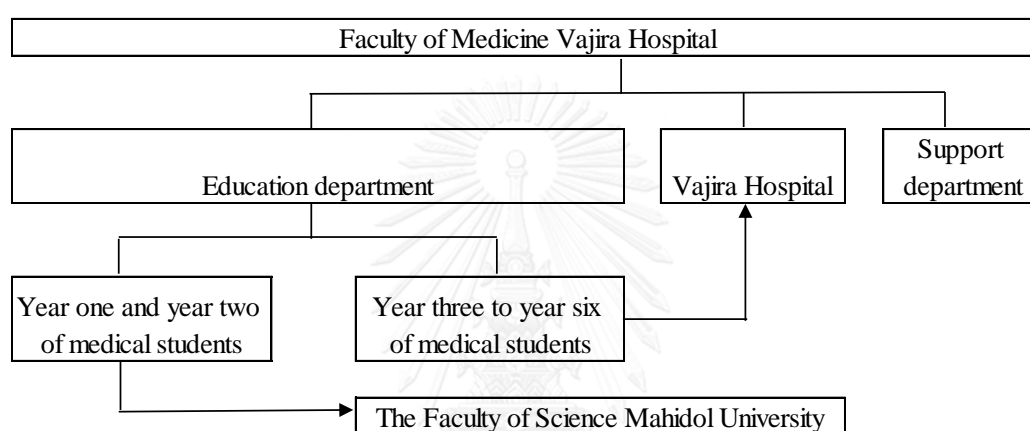 Faculty of Medicine Vajira Hospital
Education department
Vajira Hospital
Support
department
Year one and year two
of medical students
Year three to year six
of medical students
The Faculty of Science Mahidol University